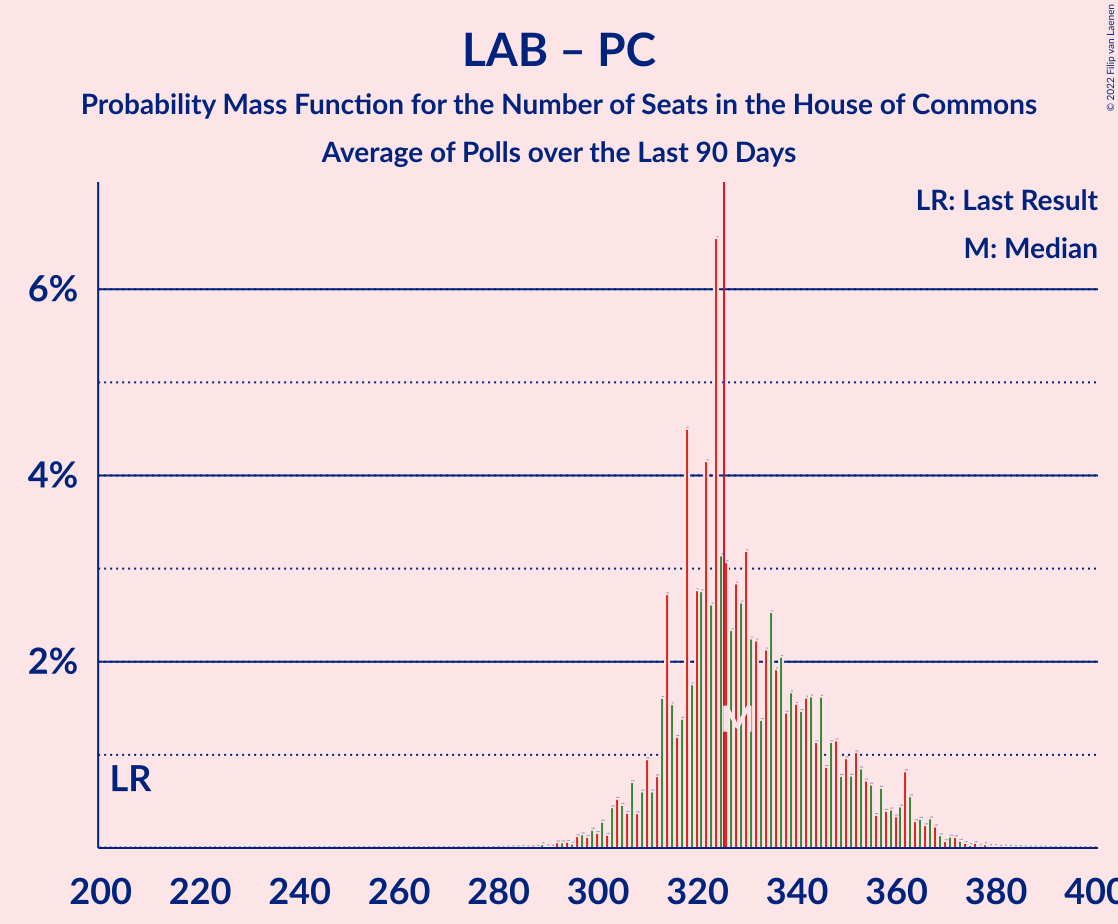 LAB – PC
Probability Mass Function for the Number of Seats in the House of Commons
Average of Polls over the Last 90 Days
© 2022 Filip van Laenen
LR: Last Result
M: Median
6%
4%
2%
LR
M
200 220 240 260 280 300 320 340 360 380 400